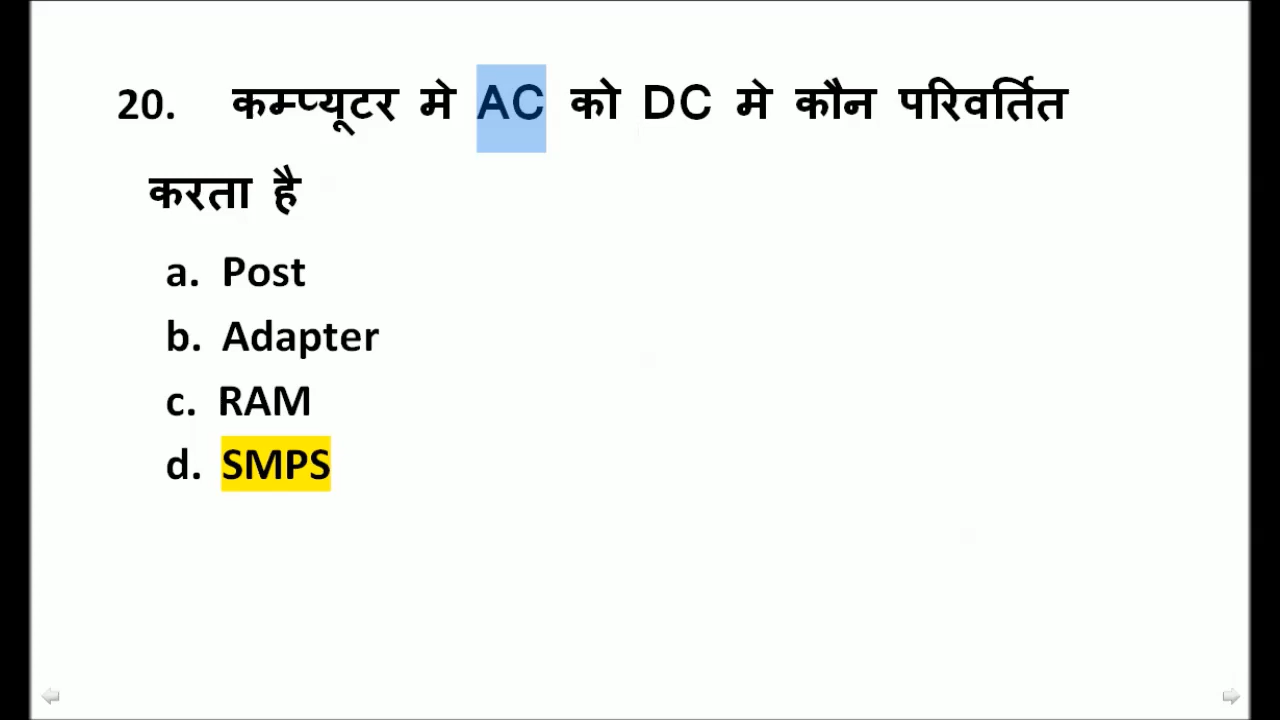 20. कम्प्यूटर मे AC को DC मे कौन परिवर्तित
करता है
a. Post
b. Adapter
c. RAM
d. SMPS